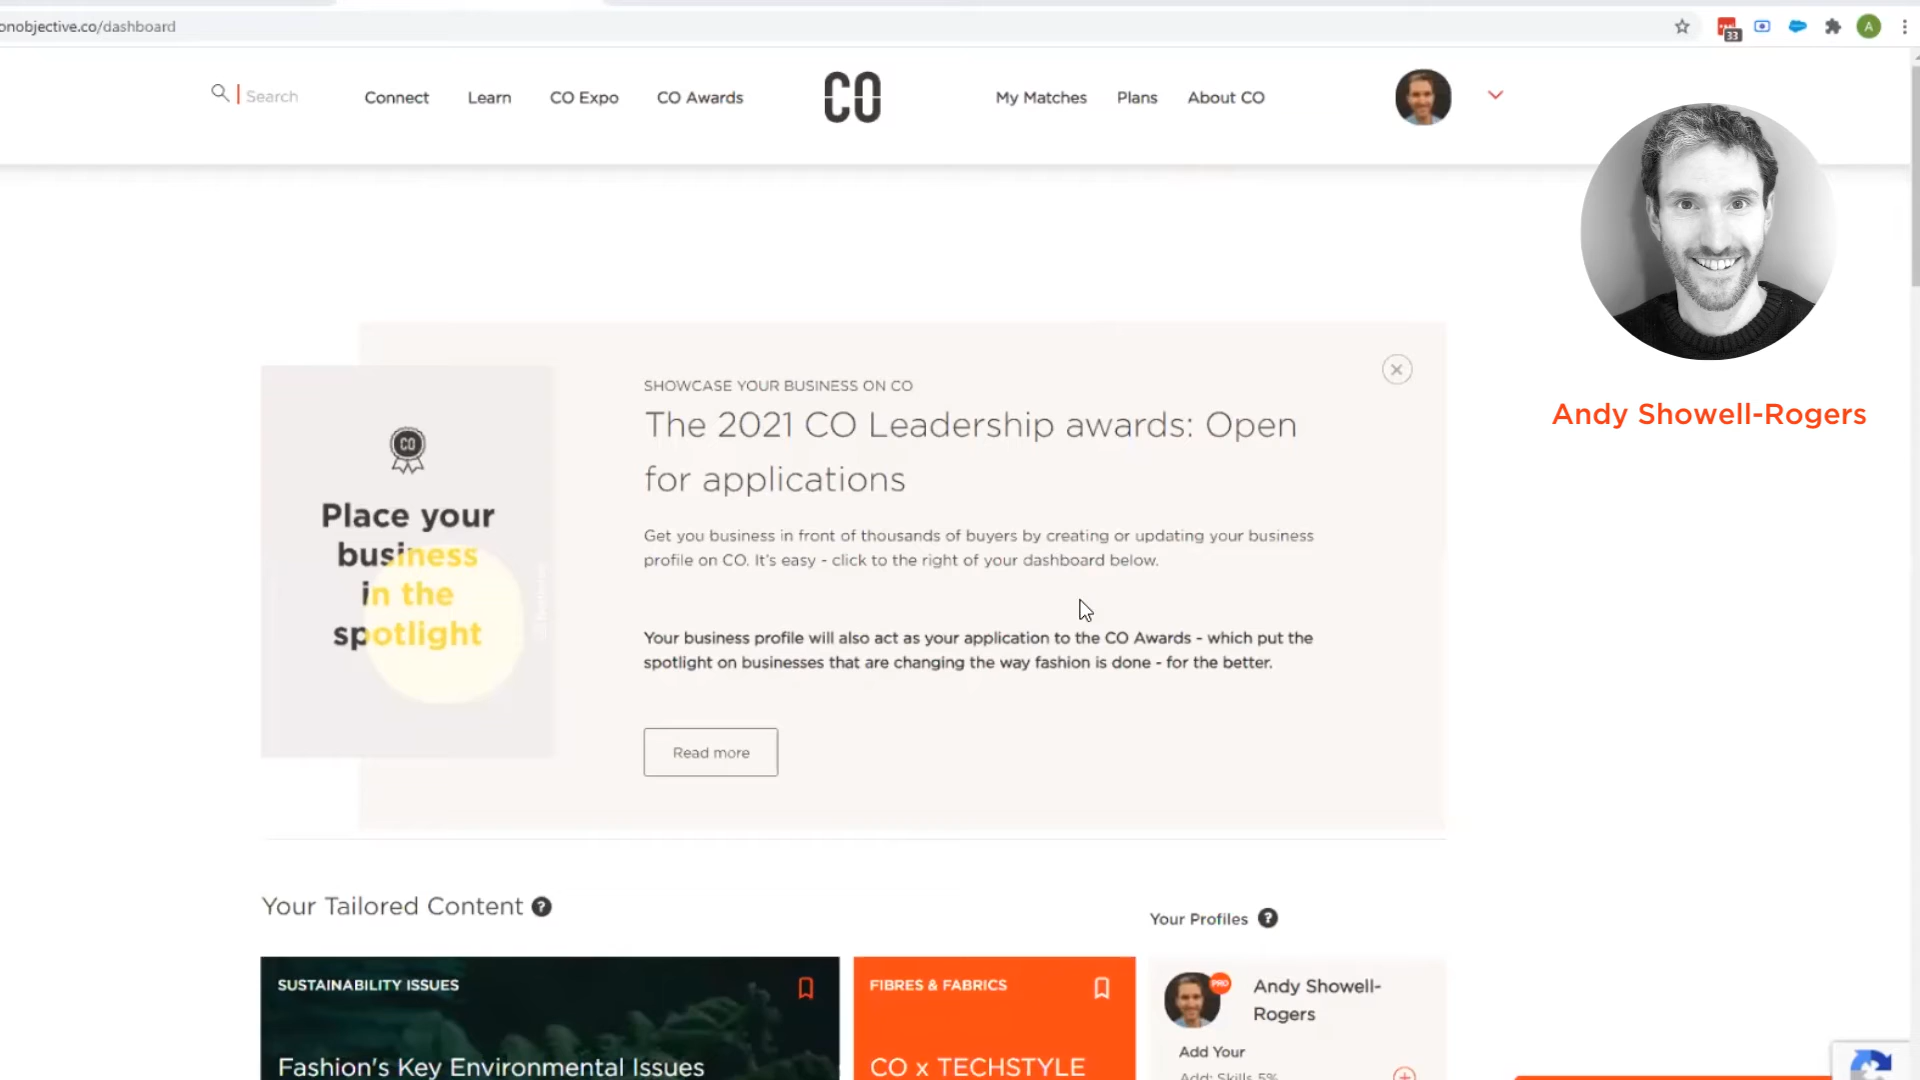 onobjective.co/dashboard
33
A
Search
Connect
Learn
CO Expo
CO Awards
CO
My Matches
Plans
About CO
Andy Showell-Rogers
CO
Place your
business
in the
spotlight
SHOWCASE YOUR BUSINESS ON CO
The 2021 CO Leadership awards: Open
for applications
Get you business in front of thousands of buyers by creating or updating your business
profile on CO. It's easy - click to the right of your dashboard below.
Your business profile will also act as your application to the CO Awards - which put the
spotlight on businesses that are changing the way fashion is done - for the better.
Read more
Your Tailored Content ?
SUSTAINABILITY ISSUES
Fashion's Key Environmental Issues
FIBRES & FABRICS
CO x TECHSTYLE
Your Profiles ?
PRO
Andy Showell-
Rogers
Add Your
Add: Skills 5%